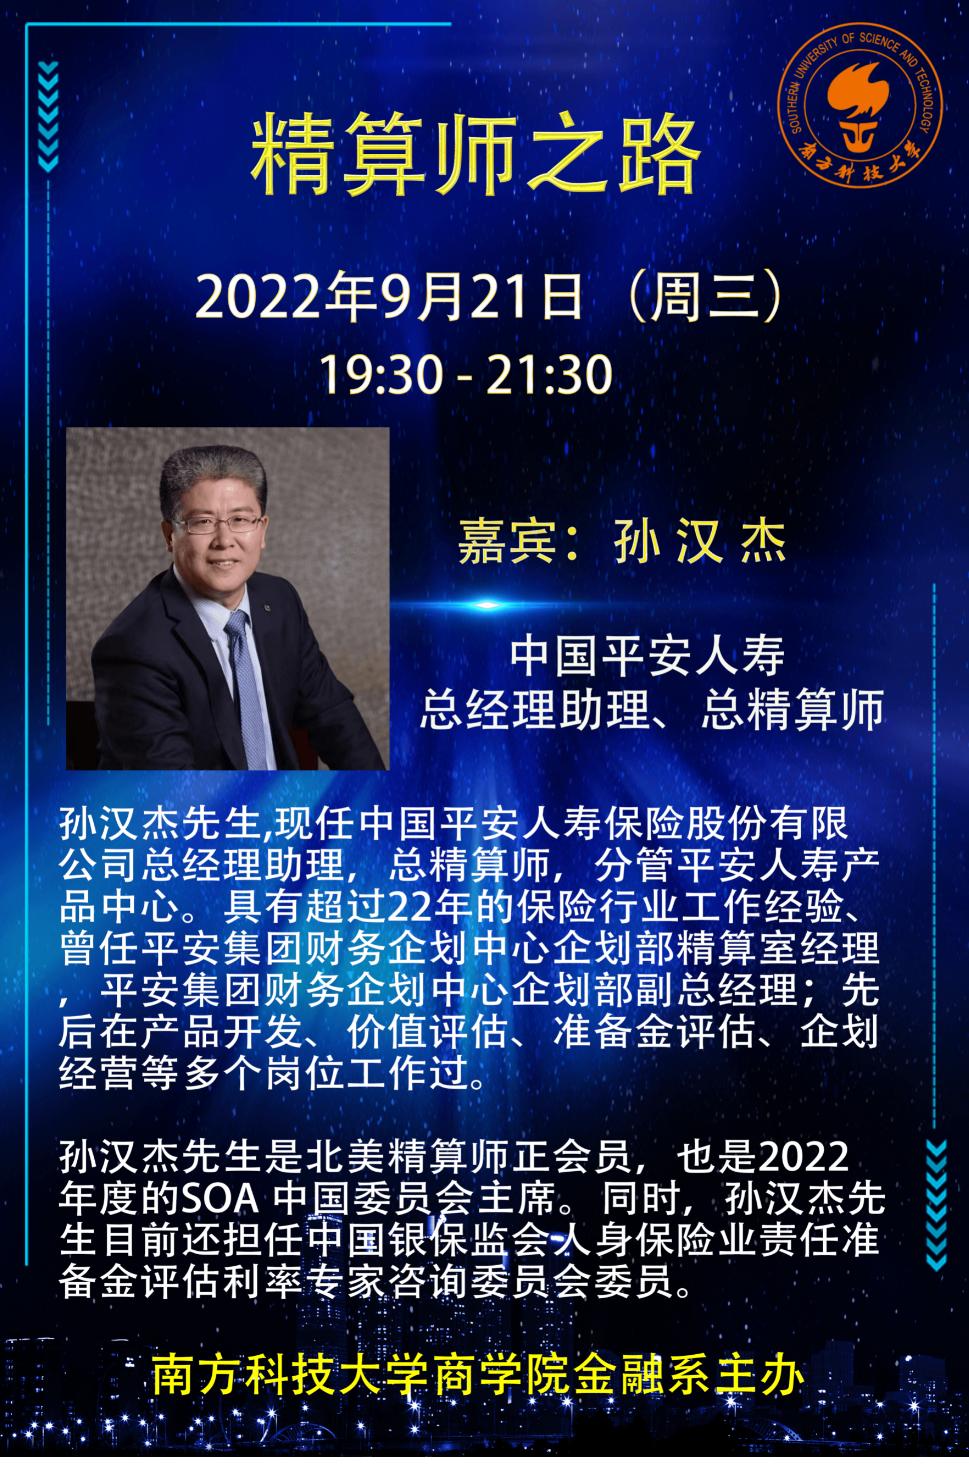 SOUTHERN UNIVERSITY OF SCIENCE AND TECHNOLOGY
南方科技大学
精算师之路
2022年9月21日（周三）
19:30 - 21:30
嘉宾：孙 汉 杰
中国平安人寿
总经理助理、总精算师
孙汉杰先生,现任中国平安人寿保险股份有限
公司总经理助理，总精算师，分管平安人寿产
品中心。具有超过22年的保险行业工作经验、
曾任平安集团财务企划中心企划部精算室经理
，平安集团财务企划中心企划部副总经理；先
后在产品开发、价值评估、准备金评估、企划
经营等多个岗位工作过。
孙汉杰先生是北美精算师正会员，也是2022
年度的SOA 中国委员会主席。同时，孙汉杰先
生目前还担任中国银保监会人身保险业责任准
备金评估利率专家咨询委员会委员。
南方科技大学商学院金融系主办